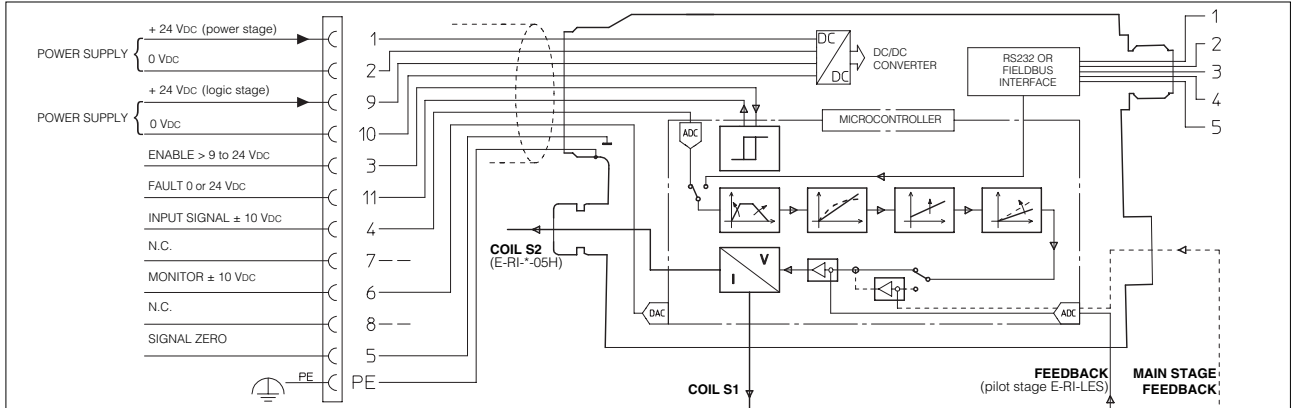 POWER SUPPLY
+ 24 VDC (power stage)
0 VDC
POWER SUPPLY
+ 24 VDC (logic stage)
0 VDC
ENABLE > 9 to 24 VDC
FAULT 0 or 24 VDC
INPUT SIGNAL ± 10 VDC
N.C.
MONITOR ± 10 VDC
N.C.
SIGNAL ZERO
PE
1
2
9
10
3
11
4
7
6
8
5
PE
DC
DC
DC/DC
CONVERTER
RS232 OR
FIELDBUS
INTERFACE
1
2
3
4
5
MICROCONTROLLER
ADC
COIL S2
(E-RI-*-05H)
V
I
DAC
ADC
COIL S1
FEEDBACK
(pilot stage E-RI-LES)
MAIN STAGE
FEEDBACK